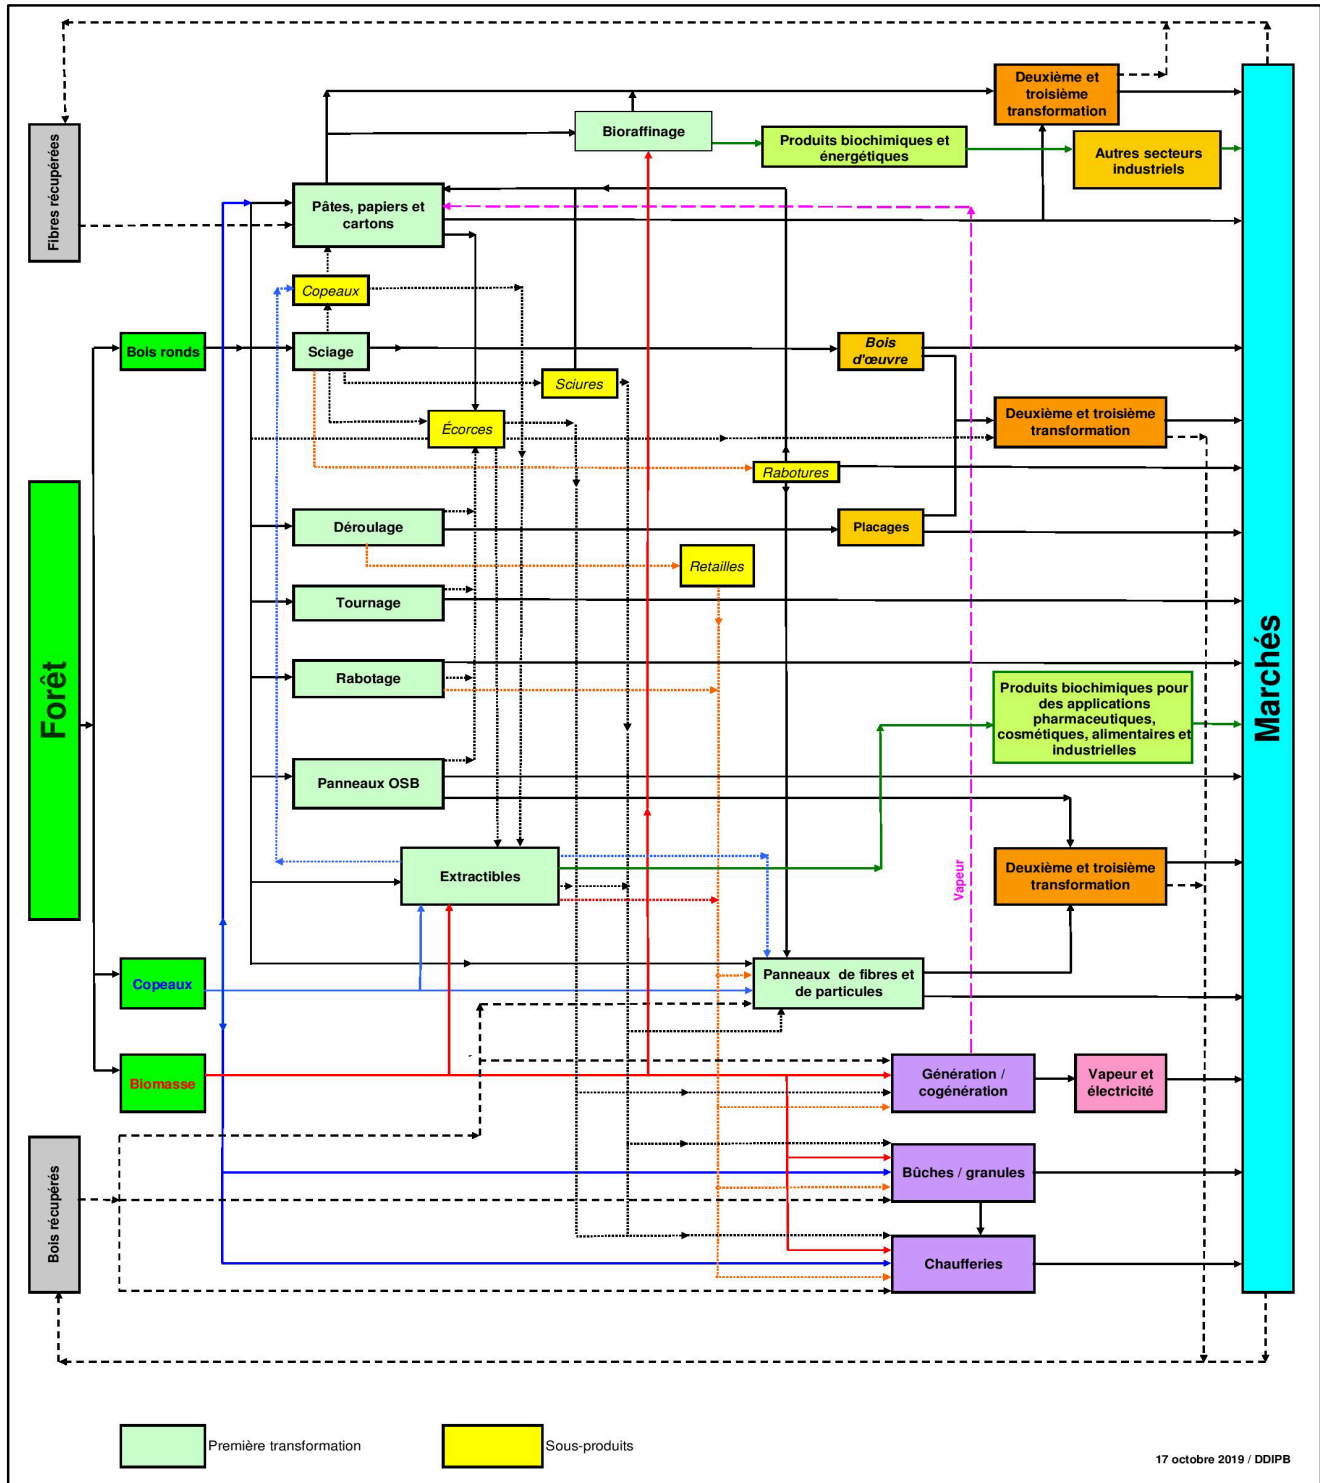 Deuxième et
troisième
transformation
Bioraffinage
Produits biochimiques et
énergétiques
Autres secteurs
industriels
Fibres récupérées
Pâtes, papiers et
cartons
Copeaux
Bois ronds
Sciage
Bois
d'œuvre
Sciures
Écorces
Deuxième et troisième
transformation
Rabotures
Déroulage
Placages
Retailles
Tournage
Forêt
Marchés
Rabotage
Produits biochimiques pour
des applications
pharmaceutiques,
cosmétiques, alimentaires et
industrielles
Panneaux OSB
Extractibles
Vapeur
Deuxième et troisième
transformation
Copeaux
Panneaux de fibres et
de particules
Biomasse
Génération /
cogénération
Vapeur et
électricité
Bois récupérés
Bûches / granules
Chaufferies
Première transformation
Sous-produits
17 octobre 2019 / DDIPB